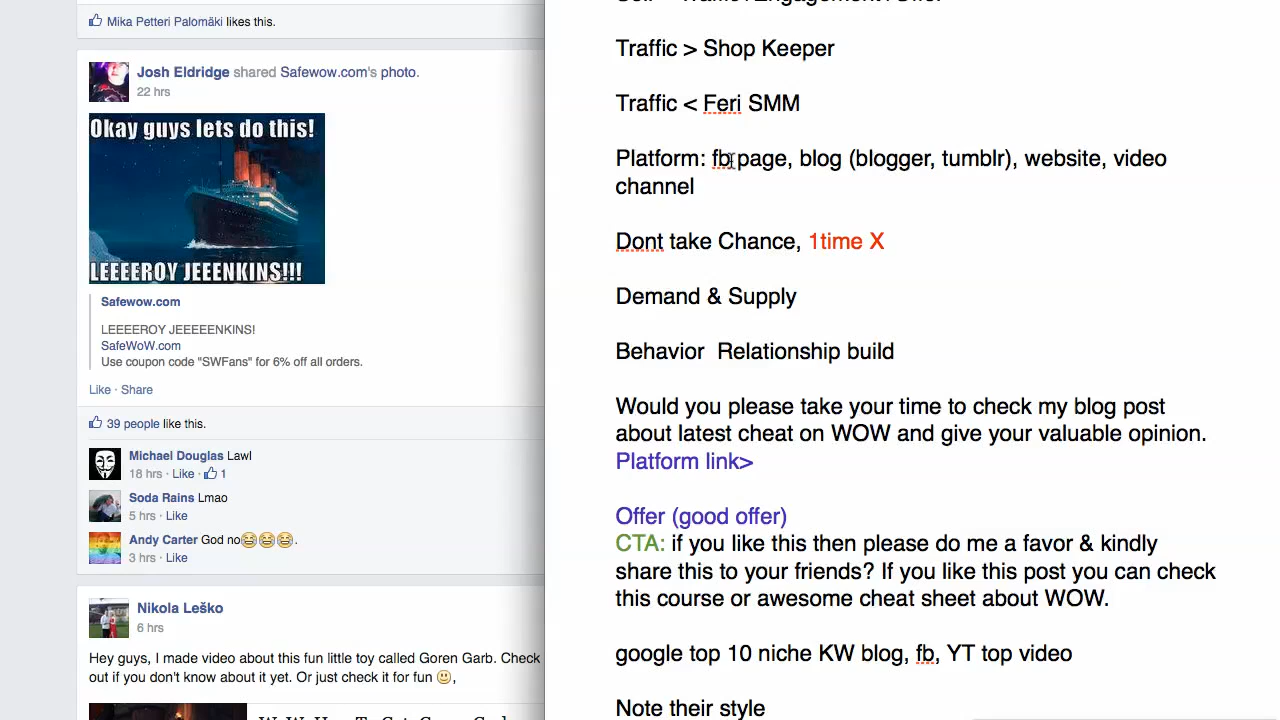 Mika Petteri Palomäki likes this.
Josh Eldridge shared Safewow.com's photo.
22 hrs
Okay guys lets do this!
LEEEEROY JEEENKINS!!!
Safewow.com
LEEEEROY JEEEEENKINS!
SafeWoW.com
Use coupon code "SWFans" for 6% off all orders.
Like · Share
39 people like this.
Michael Douglas Lawl
18 hrs · Like · 1
Soda Rains Lmao
5 hrs · Like
Andy Carter God no😂😂😂.
3 hrs · Like
Nikola Leško
6 hrs
Hey guys, I made video about this fun little toy called Goren Garb. Check
out if you don't know about it yet. Or just check it for fun 😃,
Traffic > Shop Keeper
Traffic < Feri SMM
Platform: fb page, blog (blogger, tumblr), website, video
channel
Dont take Chance, 1time X
Demand & Supply
Behavior  Relationship build
Would you please take your time to check my blog post
about latest cheat on WOW and give your valuable opinion.
Platform link>
Offer (good offer)
CTA: if you like this then please do me a favor & kindly
share this to your friends? If you like this post you can check
this course or awesome cheat sheet about WOW.
google top 10 niche KW blog, fb, YT top video
Note their style